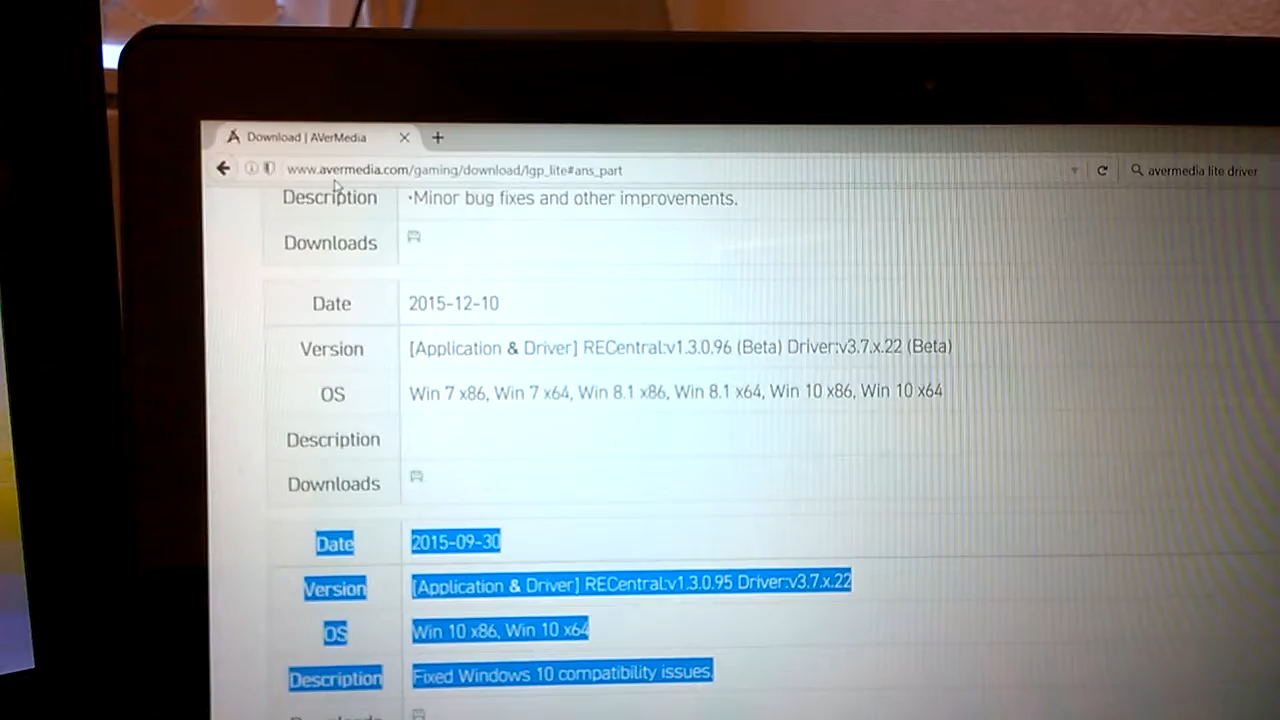 Download | AVerMedia
www.avermedia.com/gaming/download/lgp_lite#ans_part
avermedia lite driver
Description ·Minor bug fixes and other improvements.
Downloads
Date 2015-12-10
Version [Application & Driver] RECentral:v1.3.0.96 (Beta) Driver:v3.7.x.22 (Beta)
OS Win 7 x86, Win 7 x64, Win 8.1 x86, Win 8.1 x64, Win 10 x86, Win 10 x64
Description
Downloads
Date 2015-09-30
Version [Application & Driver] RECentral:v1.3.0.95 Driver:v3.7.x.22
OS Win 10 x86, Win 10 x64
Description Fixed Windows 10 compatibility issues.